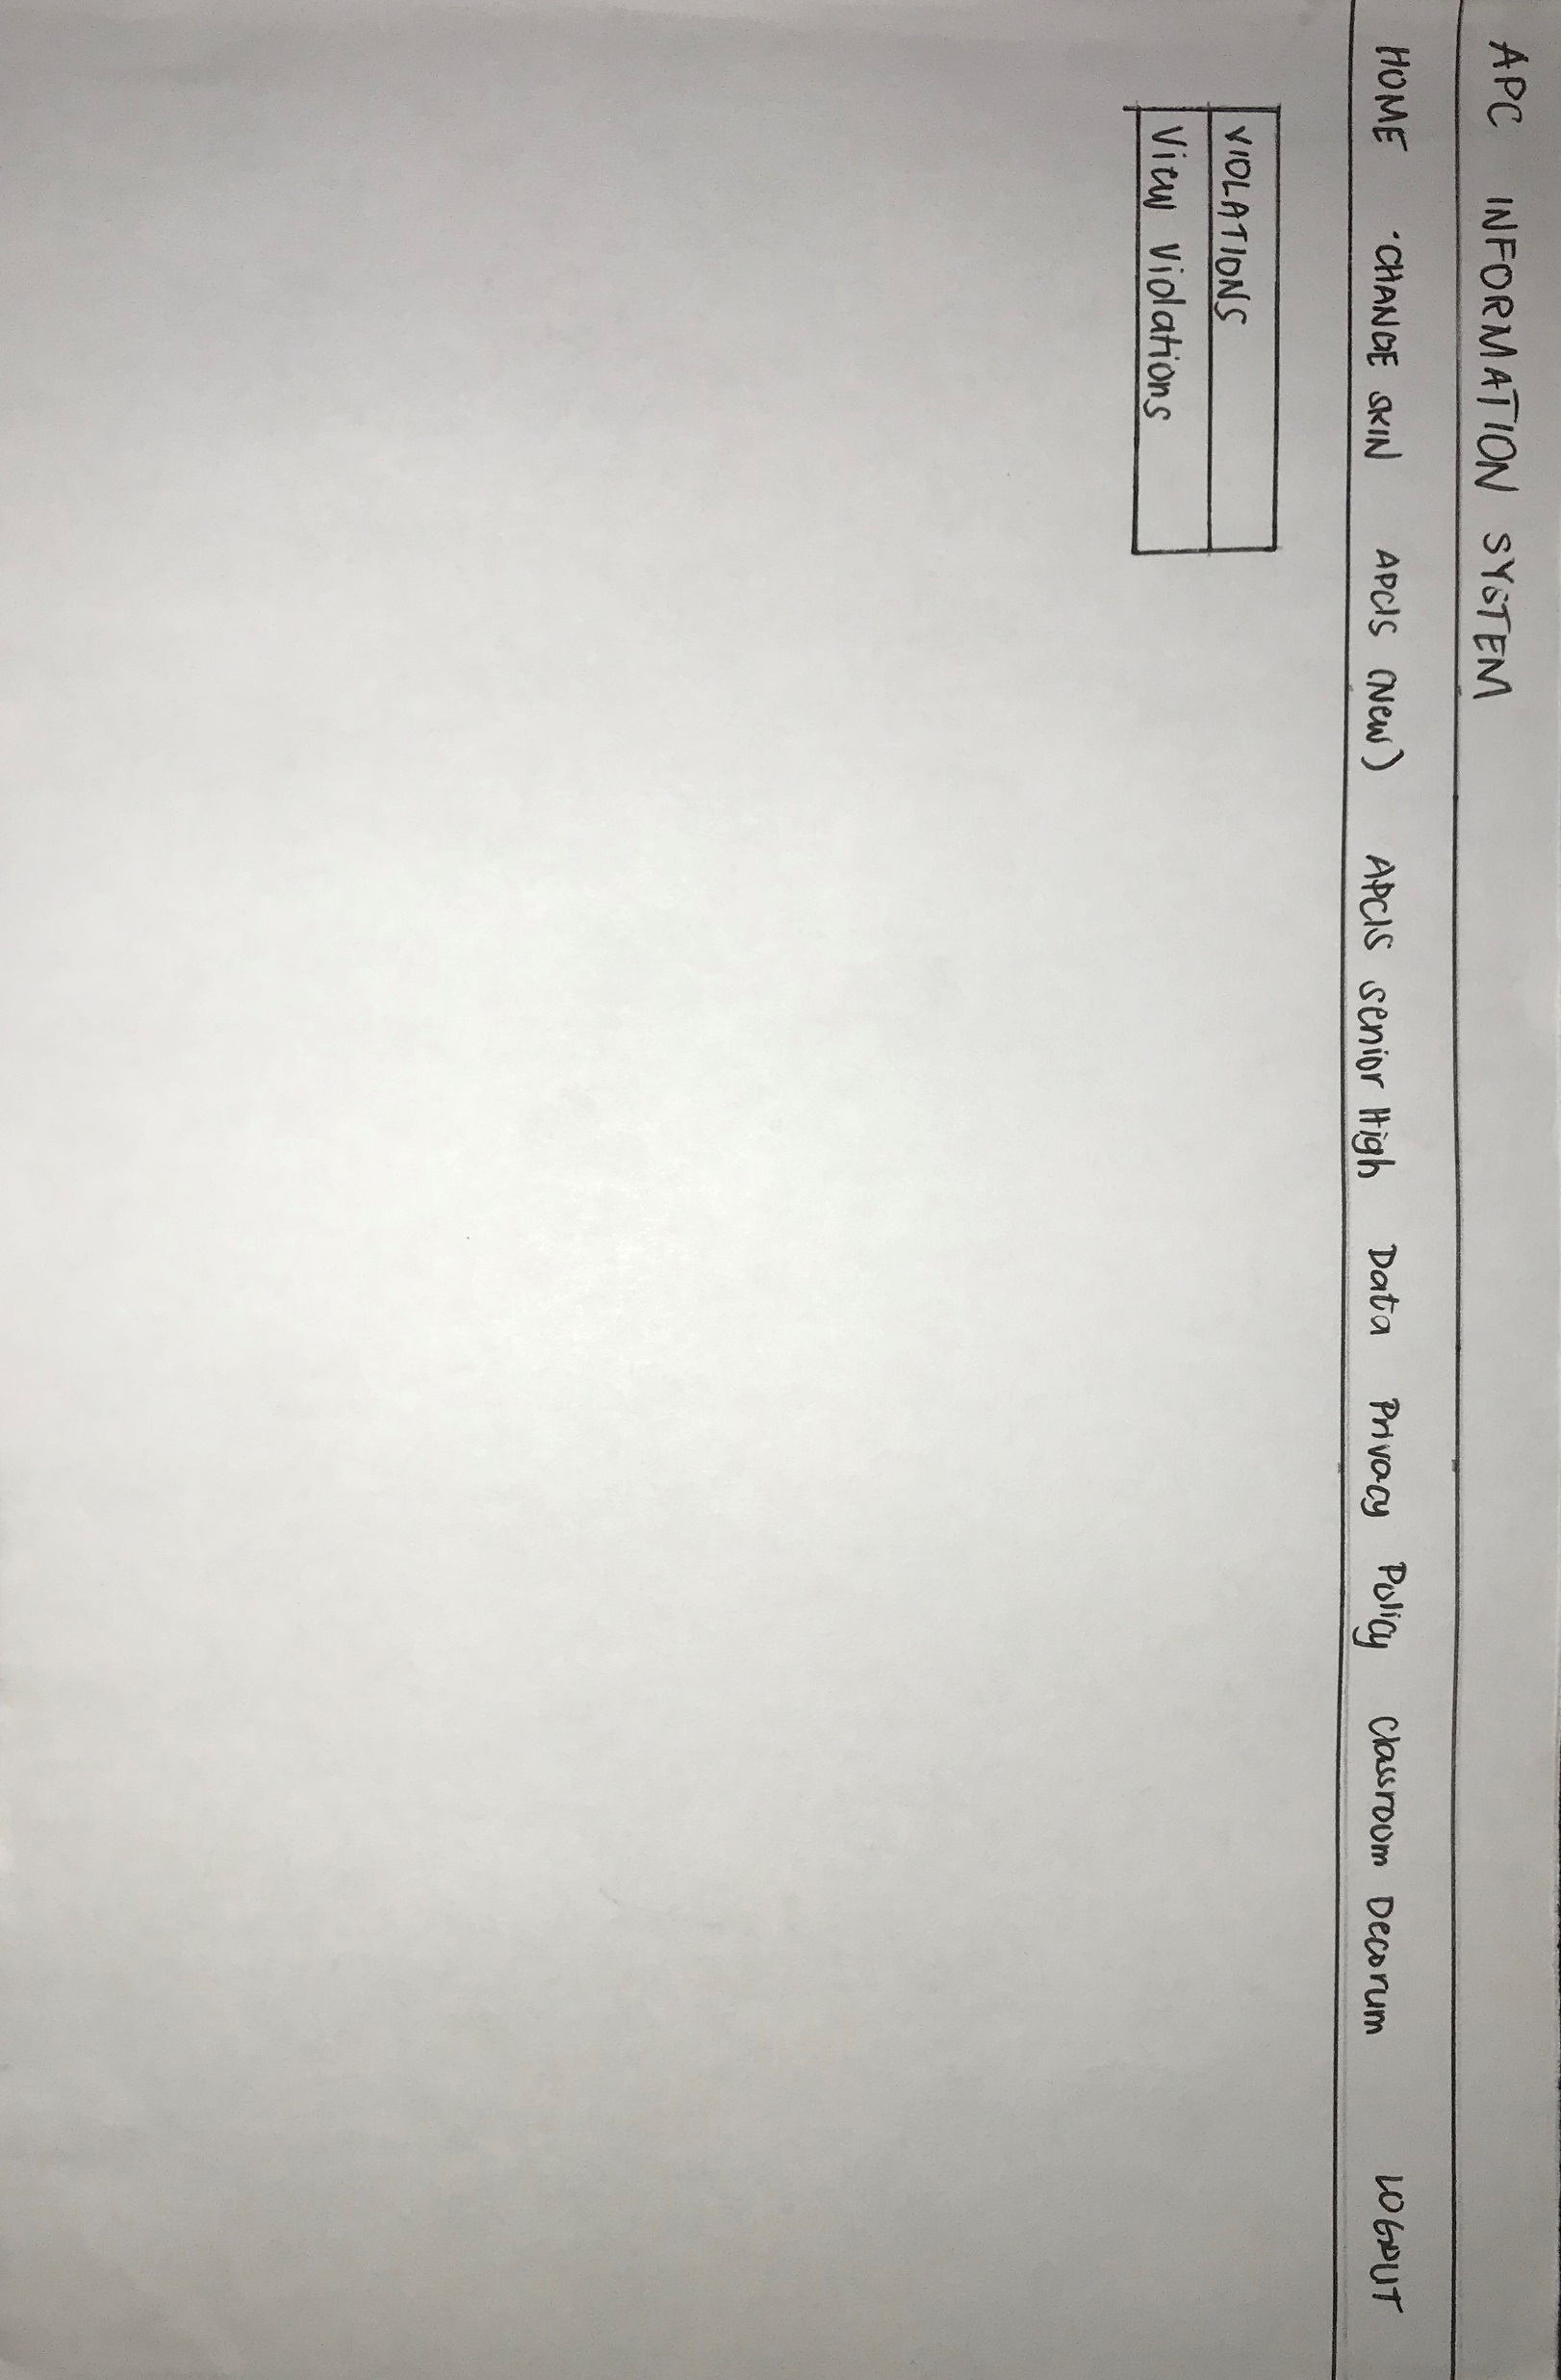 APC INFORMATION SYSTEM
HOME CHANGE SKIN APCIS (New) APCIS Senior High Data Privacy Policy Classroom Decorum LOGOUT
VIOLATIONS
View Violations